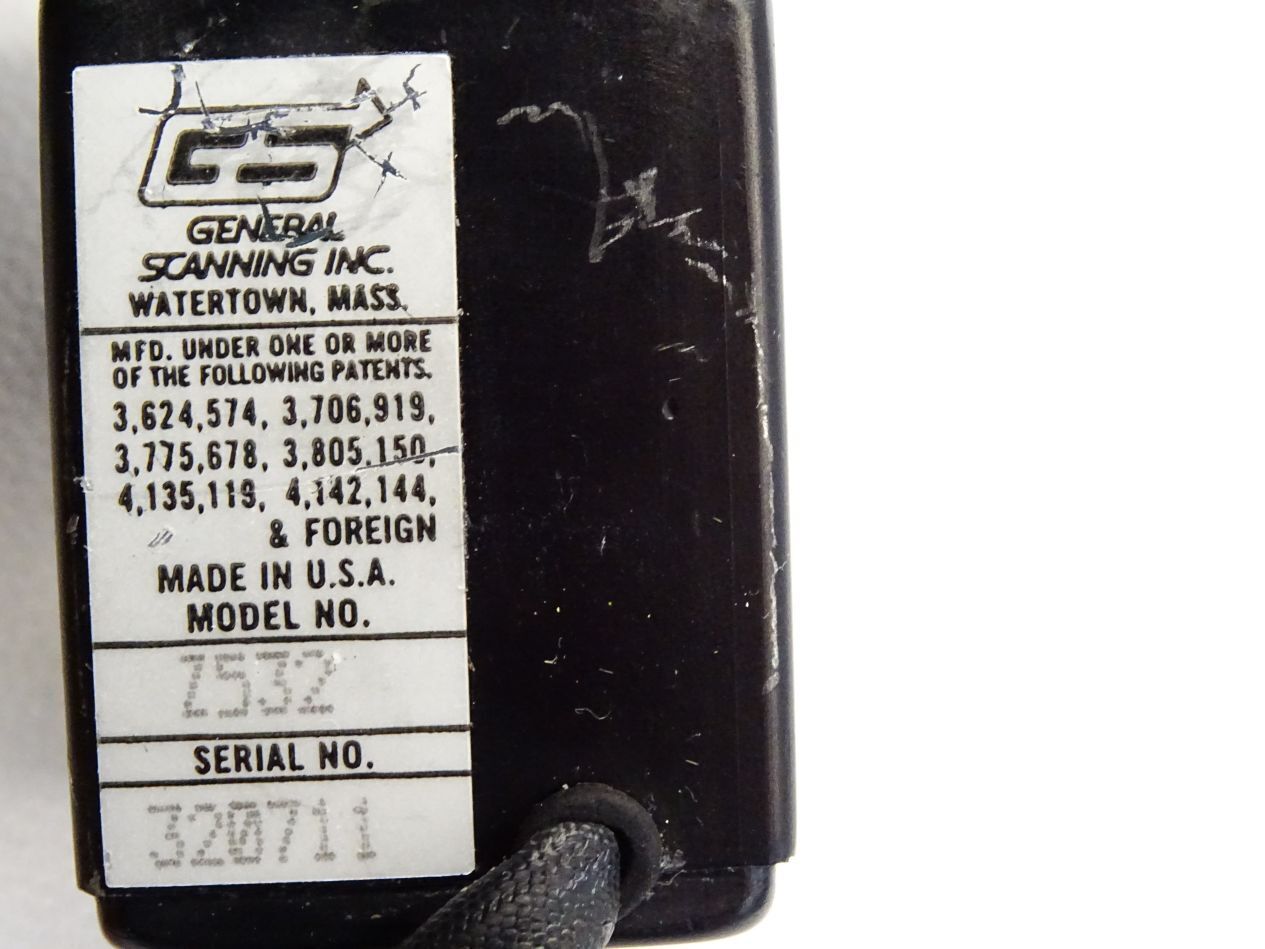 GS
GENERAL
SCANNING INC.
WATERTOWN, MASS.
MFD. UNDER ONE OR MORE
OF THE FOLLOWING PATENTS.
3,624,574, 3,706,919,
3,775,678, 3,805,150,
4,135,119, 4,142,144,
& FOREIGN
MADE IN U.S.A.
MODEL NO.
Z532
SERIAL NO.
320711